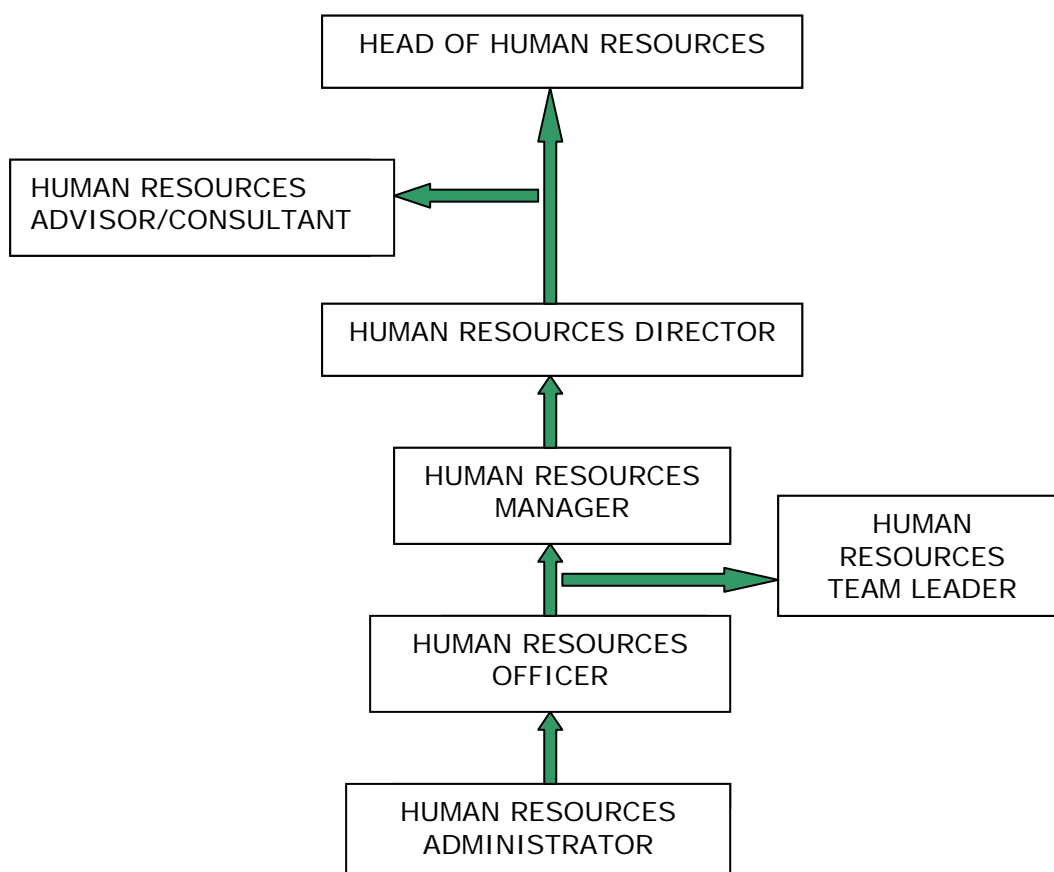 HEAD OF HUMAN RESOURCES
HUMAN RESOURCES
ADVISOR/CONSULTANT
HUMAN RESOURCES DIRECTOR
HUMAN RESOURCES
MANAGER
HUMAN
RESOURCES
TEAM LEADER
HUMAN RESOURCES
OFFICER
HUMAN RESOURCES
ADMINISTRATOR